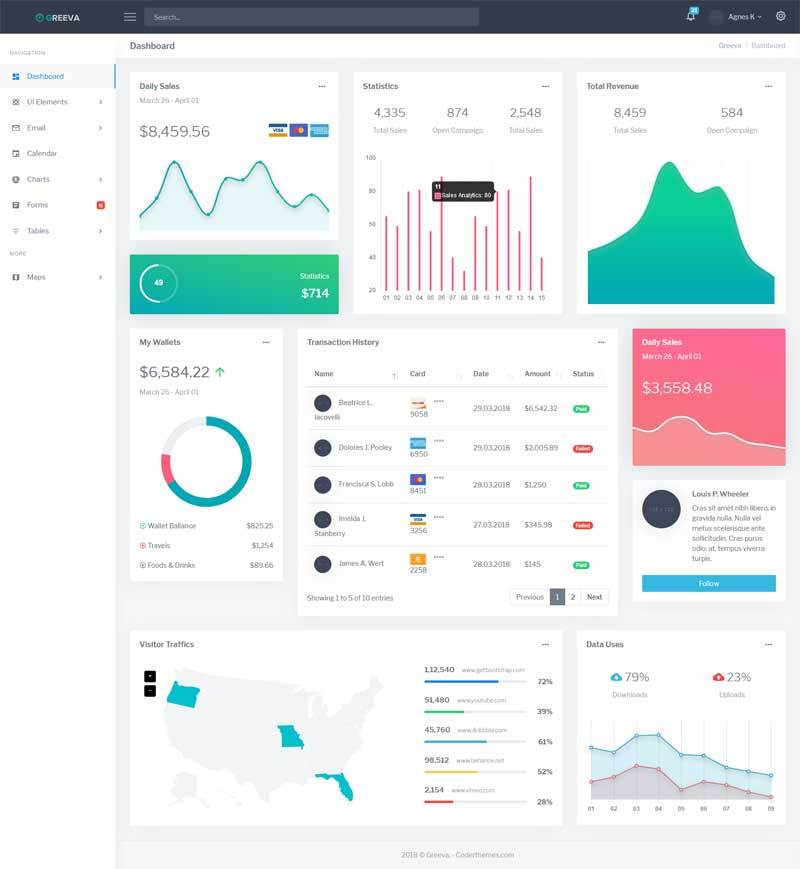 GREEVA
Search...
21
Agnes K
NAVIGATION
Dashboard
UI Elements
Email
Calendar
Charts
Forms
6
Tables
MORE
Maps
Dashboard
Greeva / Dashboard
Daily Sales
March 26 - April 01
$8,459.56
VISA
Statistics
$714
49
Statistics
4,335 874 2,548
Total Sales Open Compaign Total Sales
100
80
60
40
20
11
Sales Analytics: 80
01 02 03 04 05 06 07 08 09 10 11 12 13 14 15
Total Revenue
8,459 584
Total Sales Open Compaign
My Wallets
$6,584.22
March 26 - April 01
Wallet Ballance $825.25
Travels $1,254
Foods & Drinks $89.66
Transaction History
Name Card Date Amount Status
Beatrice L. Iacovelli **** 9058 29.03.2018 $6,542.32 Paid
Dolores J. Pooley **** 6950 29.03.2018 $2,005.89 Failed
Francisca S. Lobb **** 8451 28.03.2018 $1,250 Paid
Imelda J. Stanberry VISA **** 3256 27.03.2018 $345.98 Failed
James A. Wert **** 2258 28.03.2018 $145 Paid
Showing 1 to 5 of 10 entries
Previous 1 2 Next
Daily Sales
March 26 - April 01
$3,558.48
Louis P. Wheeler
Cras sit amet nibh libero, in
gravida nulla. Nulla vel
metus scelerisque ante
sollicitudin. Cras purus
odio, at, tempus viverra
turpis.
Follow
Visitor Traffics
+
−
1,12,540 www.getbootstrap.com
72%
51,480 www.youtube.com
39%
45,760 www.dribbble.com
61%
98,512 www.behance.net
52%
2,154 www.vimeo.com
28%
Data Uses
79% 23%
Downloads Uploads
01 02 03 04 05 06 07 08 09
2018 © Greeva. - Coderthemes.com